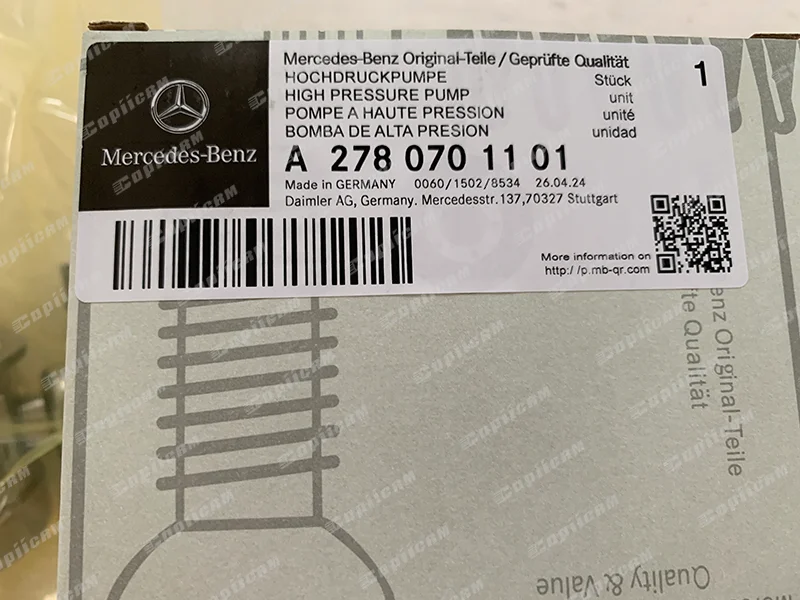 Mercedes-Benz Original-Teile/Geprüfte Qualität
HOCHDRUCKPUMPE Stück 1
HIGH PRESSURE PUMP unit
POMPE A HAUTE PRESSION unité
BOMBA DE ALTA PRESION unidad
Mercedes-Benz
A 278 070 11 01
Made in GERMANY 0060/1502/8534 26.04.24
Daimler AG, Germany. Mercedesstr.137,70327 Stuttgart
More information on
http://p.mb-qr.com
enz Original-Teile
fte Qualität
Quality & Value
CopiiCAM